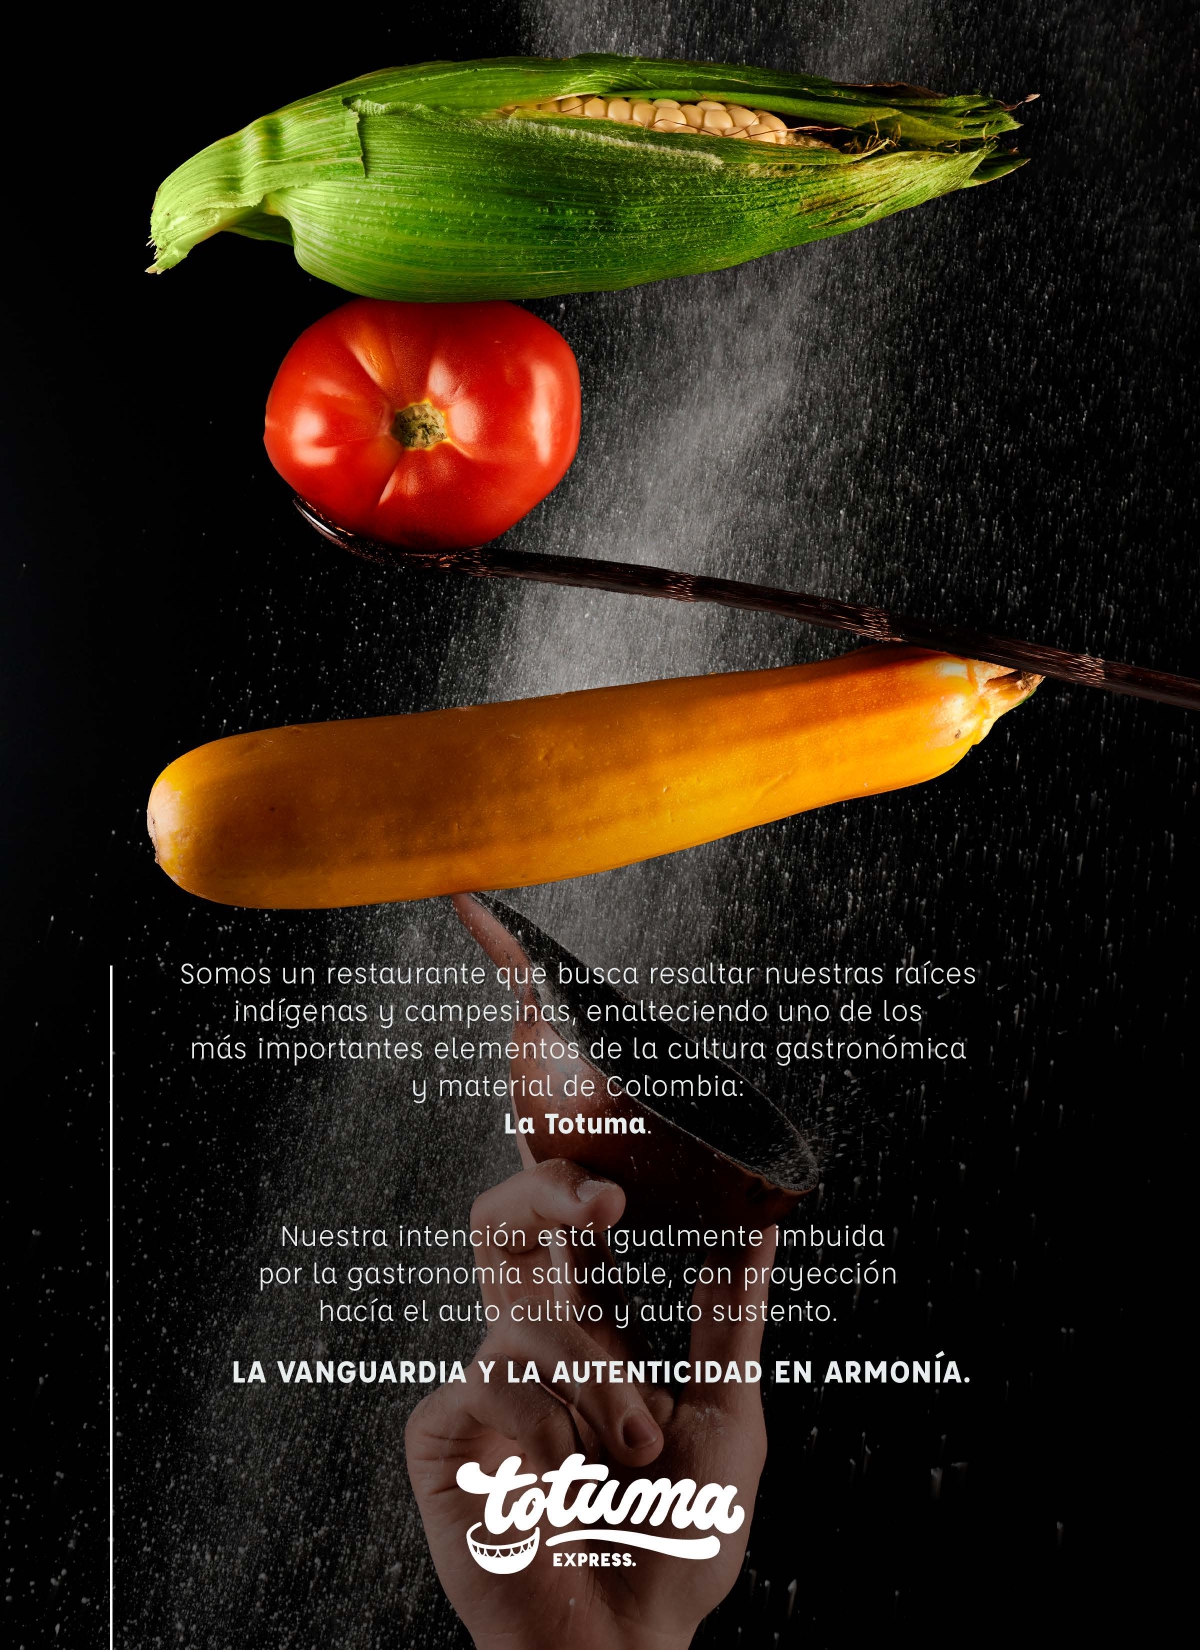 Somos un restaurante que busca resaltar nuestras raíces
indígenas y campesinas, enalteciendo uno de los
más importantes elementos de la cultura gastronómica
y material de Colombia:
La Totuma.
Nuestra intención está igualmente imbuida
por la gastronomía saludable, con proyección
hacía el auto cultivo y auto sustento.
LA VANGUARDIA Y LA AUTENTICIDAD EN ARMONÍA.
totuma
EXPRESS.